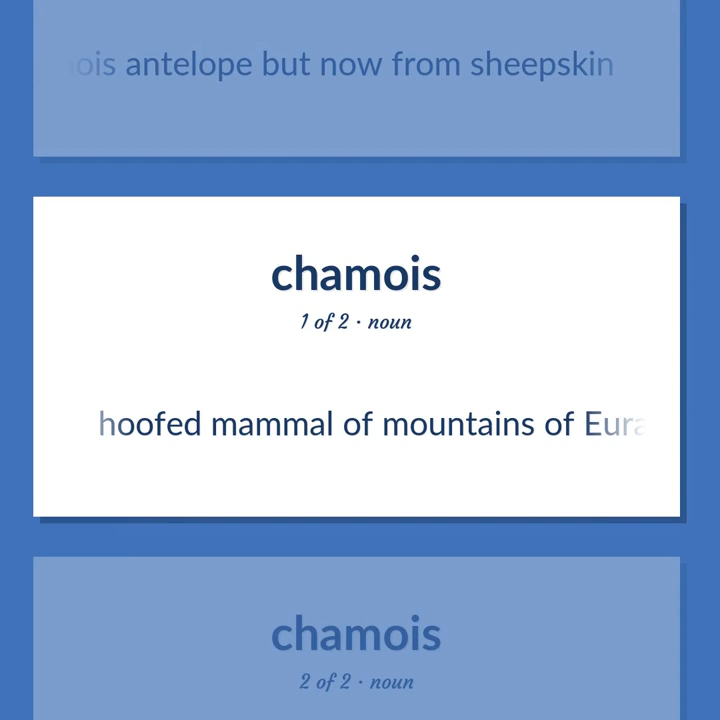 antelope but now from sheepskin
chamois
1 of 2 · noun
hoofed mammal of mountains of
chamois
2 of 2 · noun